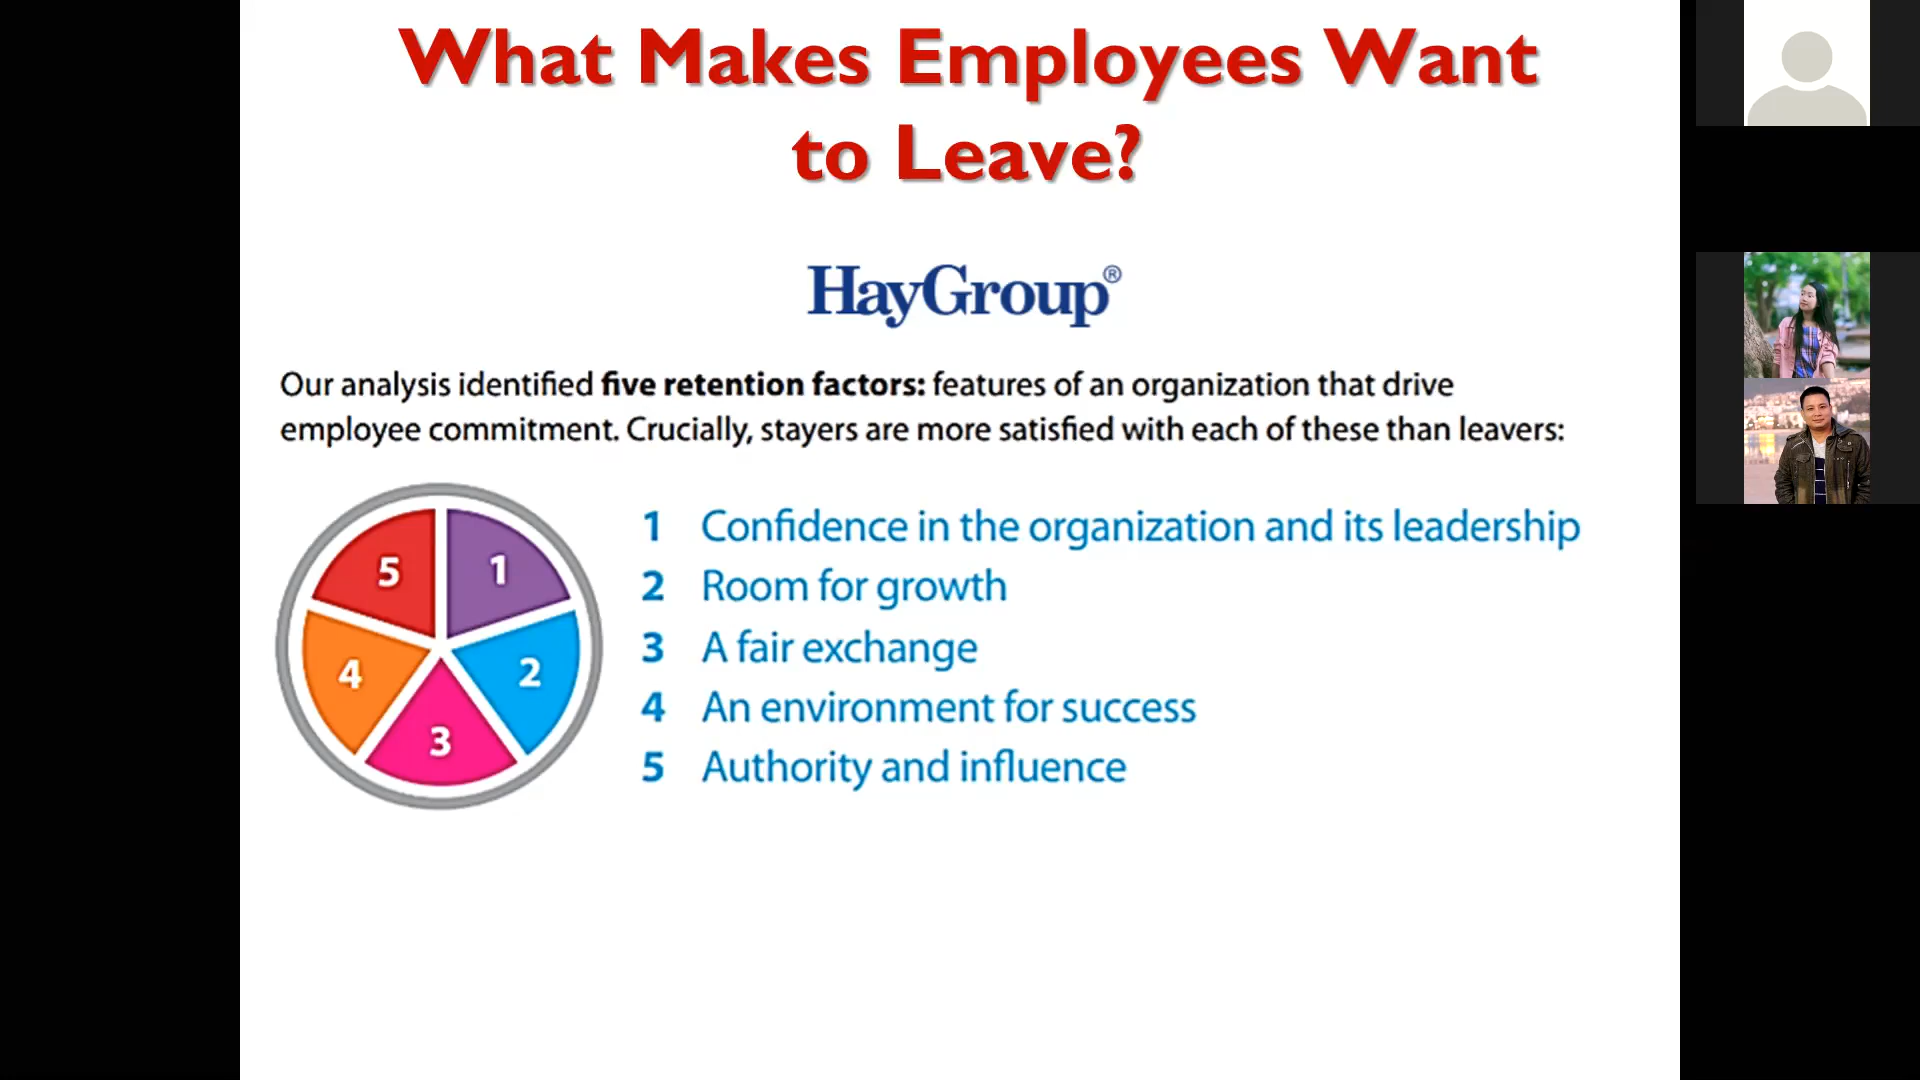 What Makes Employees Want
to Leave?
HayGroup®
Our analysis identified five retention factors: features of an organization that drive
employee commitment. Crucially, stayers are more satisfied with each of these than leavers:
5
1
4
2
3
1 Confidence in the organization and its leadership
2 Room for growth
3 A fair exchange
4 An environment for success
5 Authority and influence